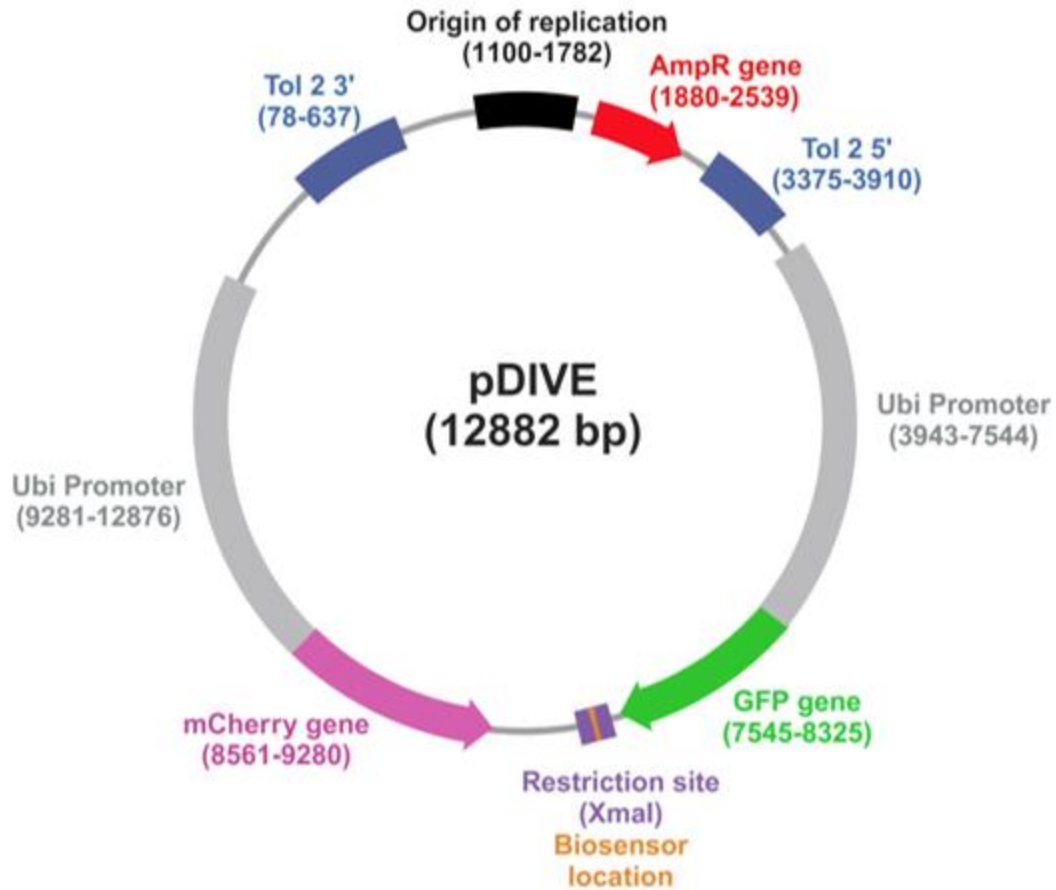 Origin of replication
(1100-1782)
AmpR gene
(1880-2539)
Tol 2 3'
(78-637)
Tol 2 5'
(3375-3910)
pDIVE
(12882 bp)
Ubi Promoter
(3943-7544)
Ubi Promoter
(9281-12876)
GFP gene
(7545-8325)
mCherry gene
(8561-9280)
Restriction site
(XmaI)
Biosensor
location